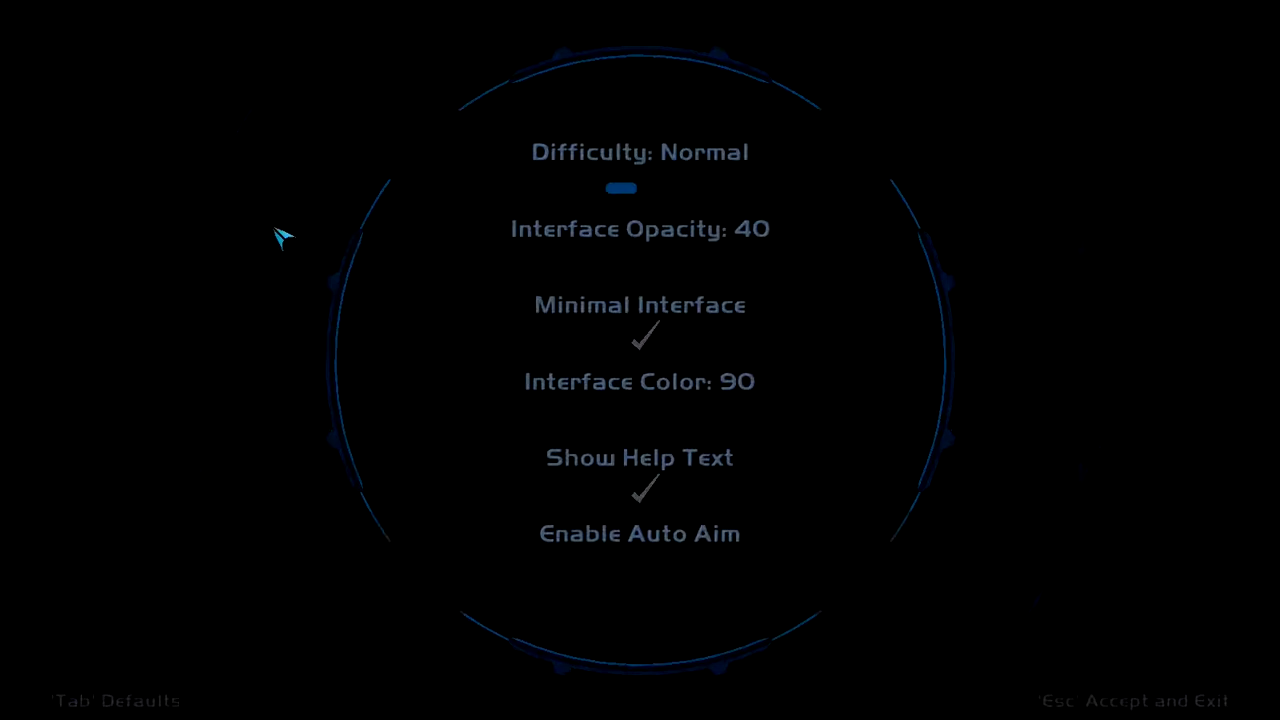 Difficulty: Normal
Interface Opacity: 40
Minimal Interface
Interface Color: 90
Show Help Text
Enable Auto Aim
'Tab' Defaults
'Esc' Accept and Exit